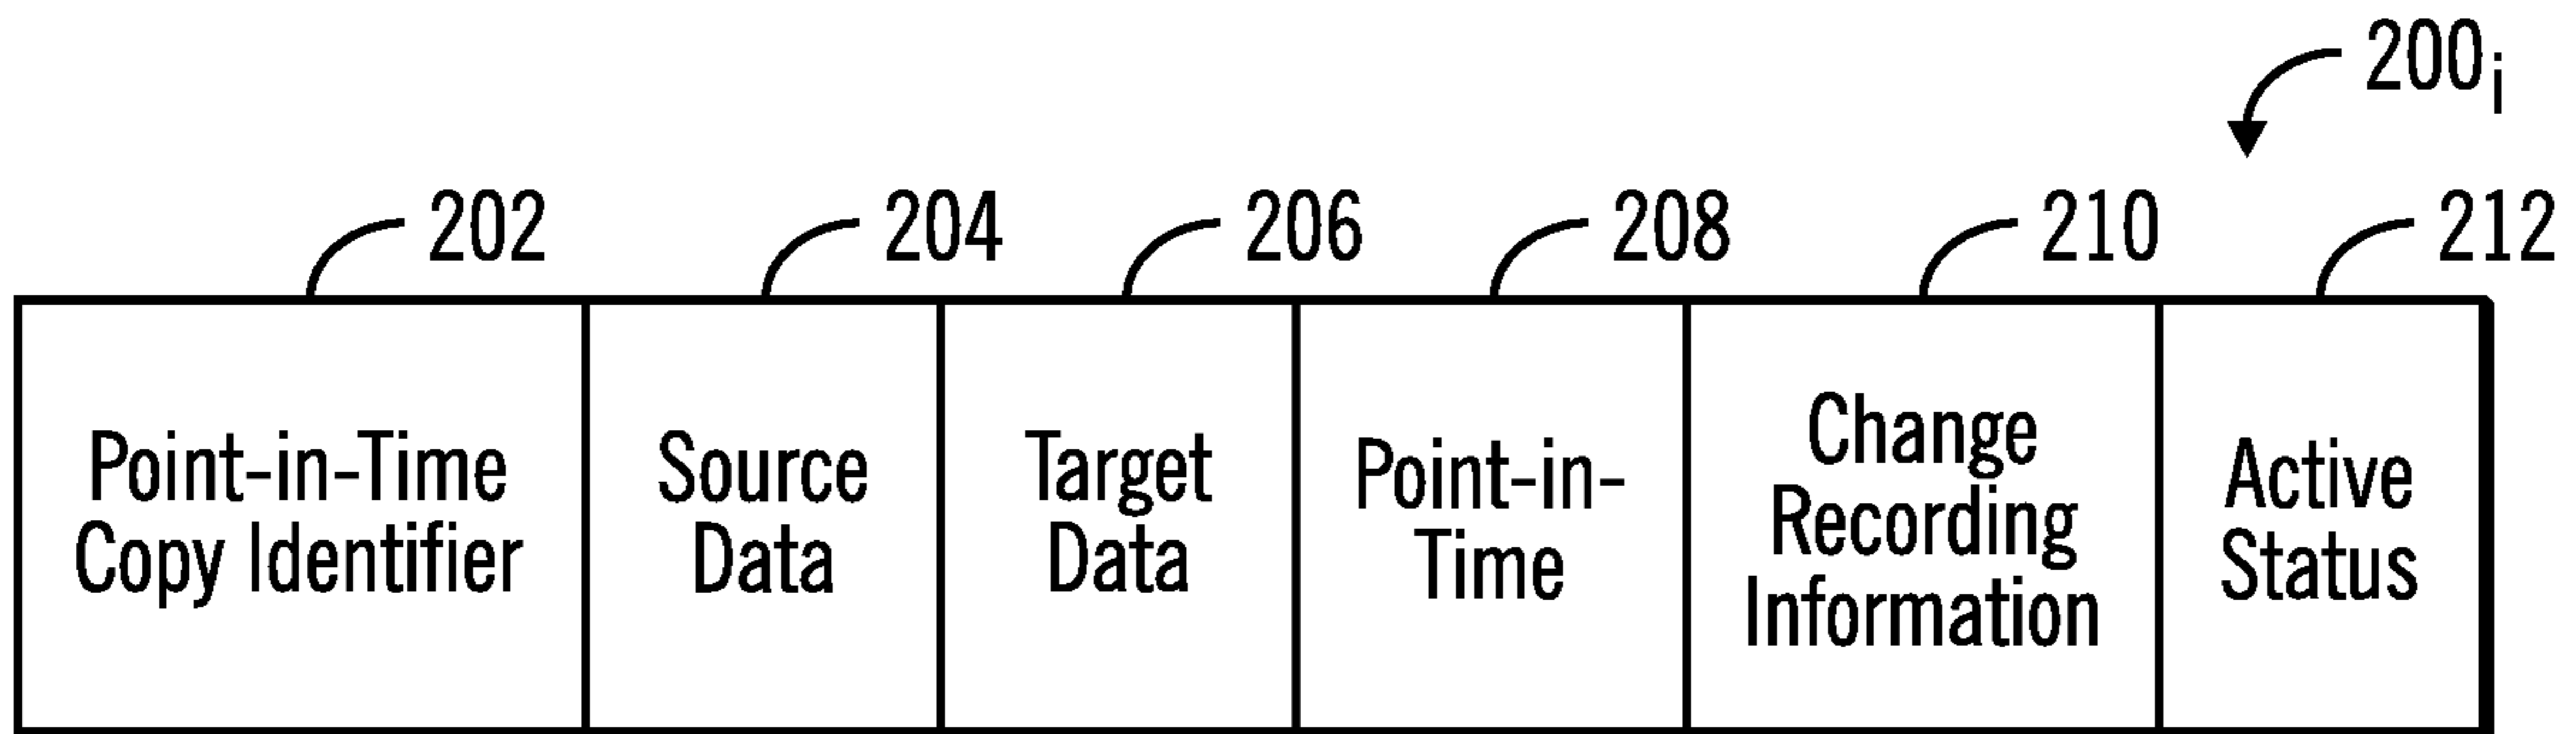 200i
202 204 206 208 210 212
Point-in-Time
Copy Identifier
Source
Data
Target
Data
Point-in-
Time
Change
Recording
Information
Active
Status